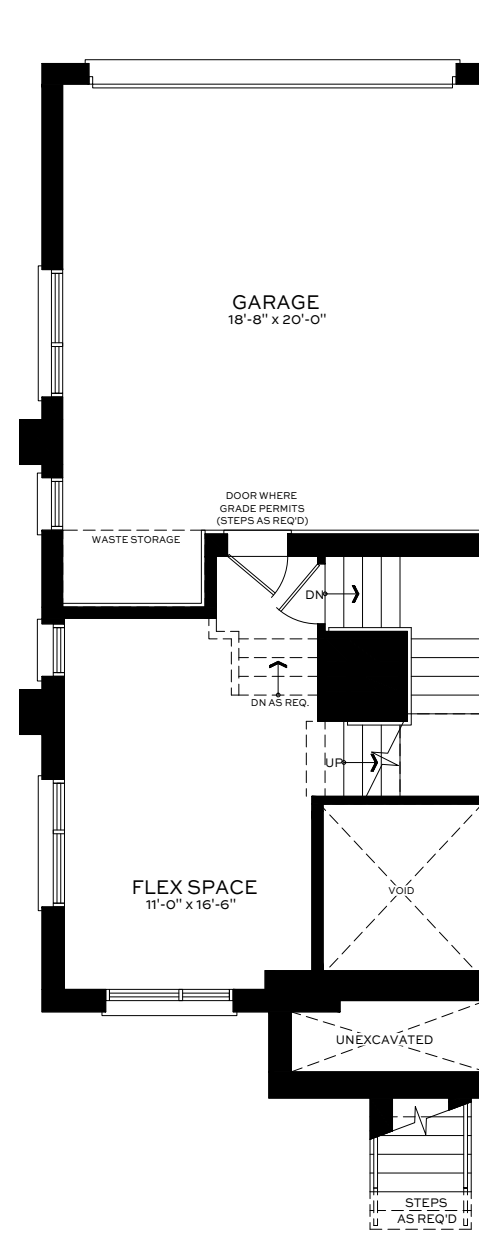 GARAGE
18'-8" x 20'-0"
DOOR WHERE
GRADE PERMITS
(STEPS AS REQ'D)
WASTE STORAGE
DN
DN AS REQ.
UP
FLEX SPACE
11'-0" x 16'-6"
VOID
UNEXCAVATED
STEPS
AS REQ'D